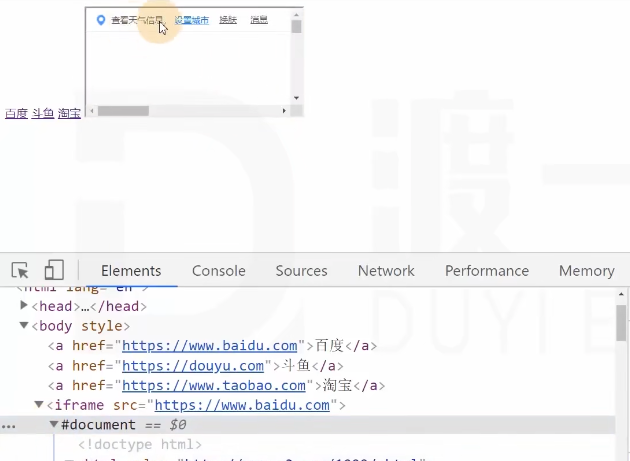 查看天气信息 设置城市 换肤 消息
百度 斗鱼 淘宝
渡一
DUYI
Elements Console Sources Network Performance Memory
<html lang="en">
<head>…</head>
<body style>
<a href="https://www.baidu.com">百度</a>
<a href="https://douyu.com">斗鱼</a>
<a href="https://www.taobao.com">淘宝</a>
<iframe src="https://www.baidu.com">
… #document == $0
<!doctype html>